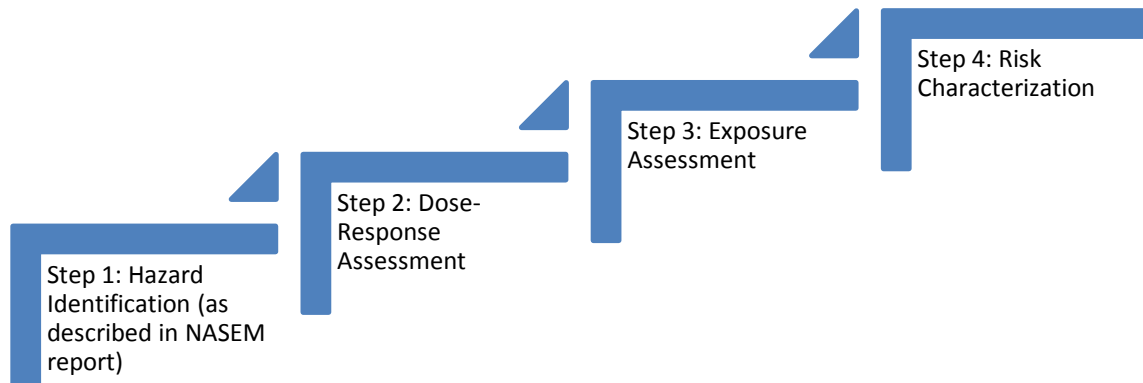 Step 1: Hazard
Identification (as
described in NASEM
report)
Step 2: Dose-
Response
Assessment
Step 3: Exposure
Assessment
Step 4: Risk
Characterization